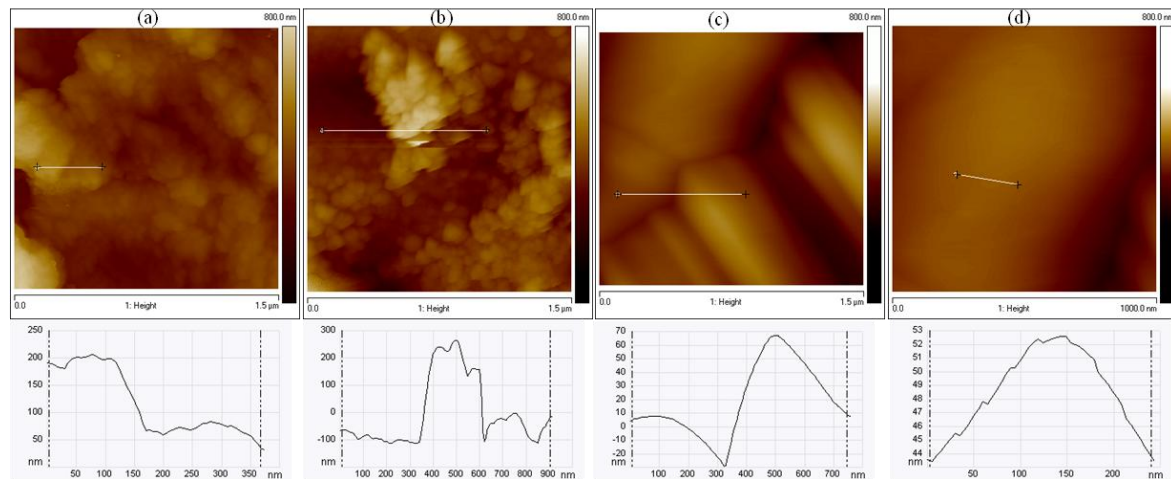 (a)
800.0 nm
0.0
1: Height
1.5 µm
(b)
800.0 nm
0.0
1: Height
1.5 µm
(c)
800.0 nm
0.0
1: Height
1.5 µm
(d)
800.0 nm
0.0
1: Height
1000.0 nm
250
200
150
100
50
nm
50 100 150 200 250 300 350 nm
300
200
100
0
-100
nm
100 200 300 400 500 600 700 800 900 nm
70
60
50
40
30
20
10
0
-10
-20
nm
100 200 300 400 500 600 700 nm
53
52
51
50
49
48
47
46
45
44
nm
50 100 150 200 nm